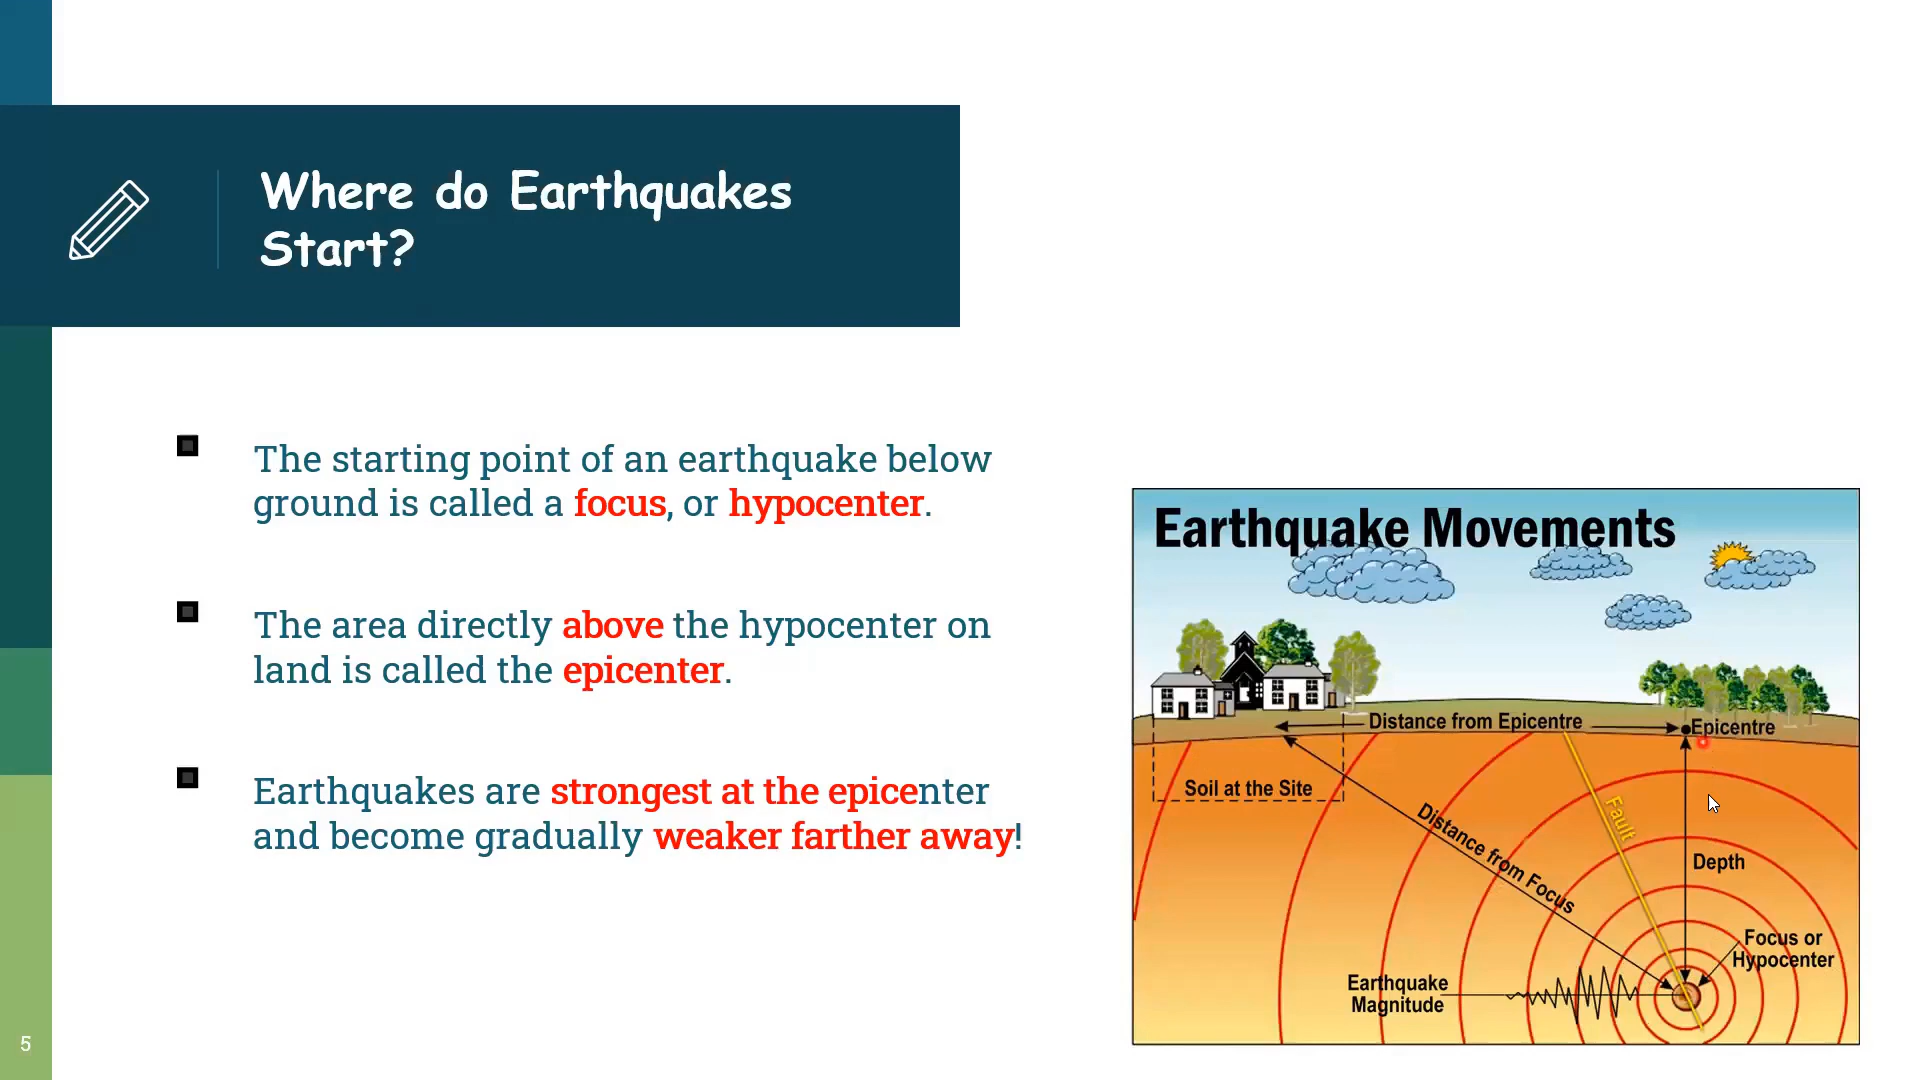 Where do Earthquakes
Start?
The starting point of an earthquake below
ground is called a focus, or hypocenter.
The area directly above the hypocenter on
land is called the epicenter.
Earthquakes are strongest at the epicenter
and become gradually weaker farther away!
5
Earthquake Movements
Distance from Epicentre
Epicentre
Soil at the Site
Distance from Focus
Fault
Depth
Focus or
Hypocenter
Earthquake
Magnitude